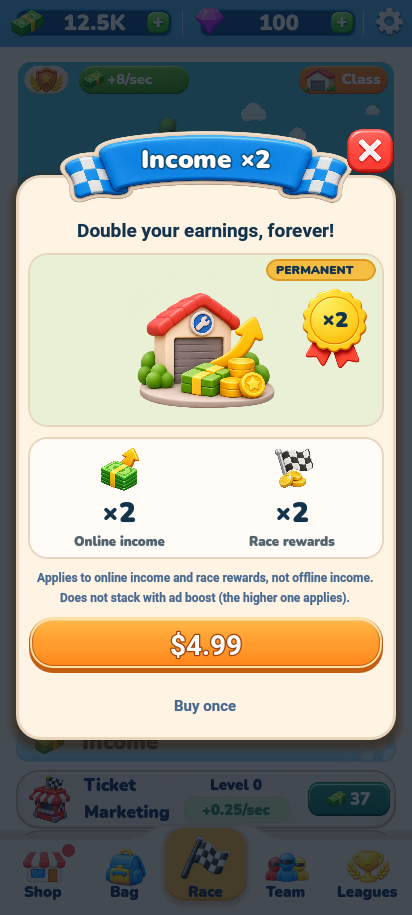 12.5K
100
+8/sec
Class
Income ×2
Double your earnings, forever!
PERMANENT
×2
×2
Online income
×2
Race rewards
Applies to online income and race rewards, not offline income.
Does not stack with ad boost (the higher one applies).
$4.99
Buy once
Income
Ticket Marketing
Level 0
+0.25/sec
37
Shop
Bag
Race
Team
Leagues